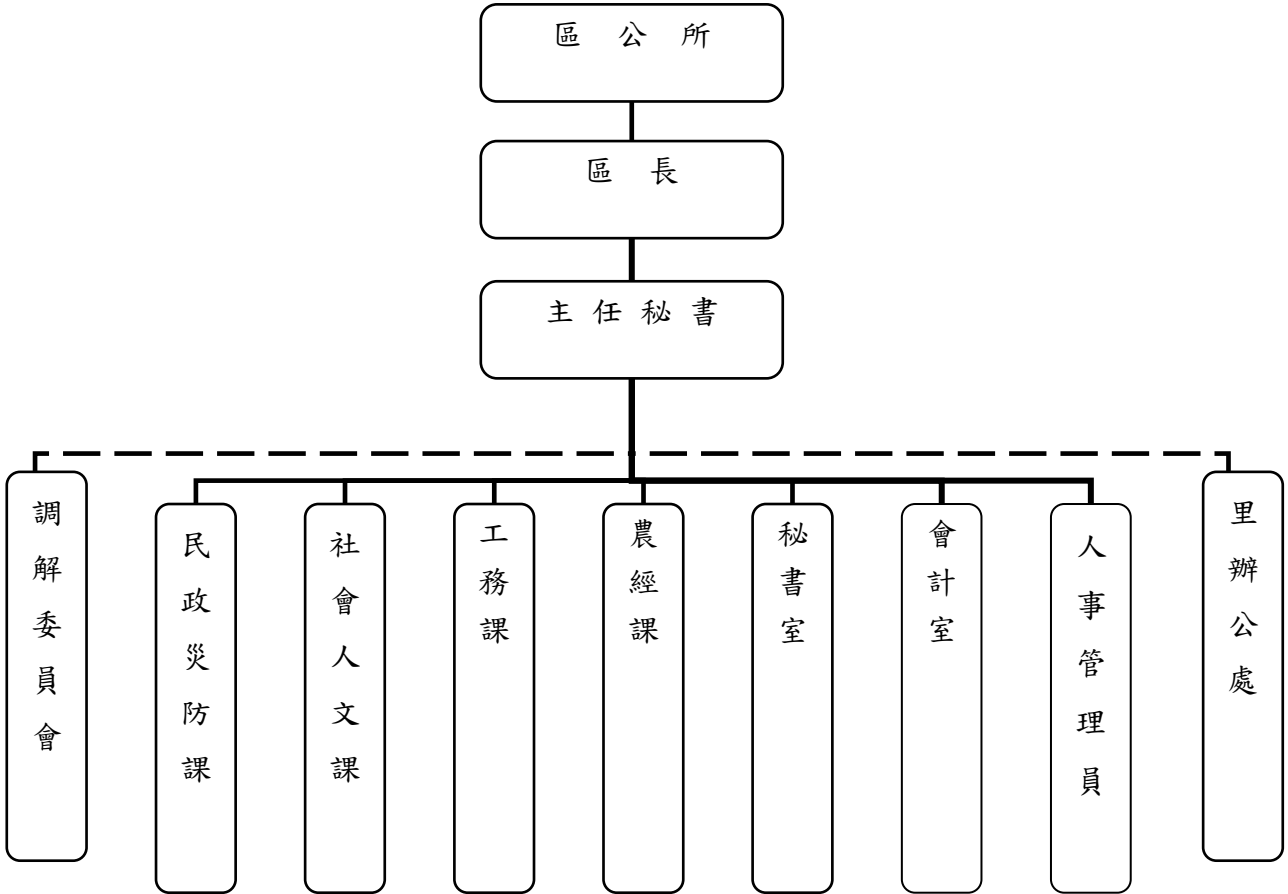 區公所
區長
主任秘書
調解委員會
民政災防課
社會人文課
工務課
農經課
秘書室
會計室
人事管理員
里辦公處